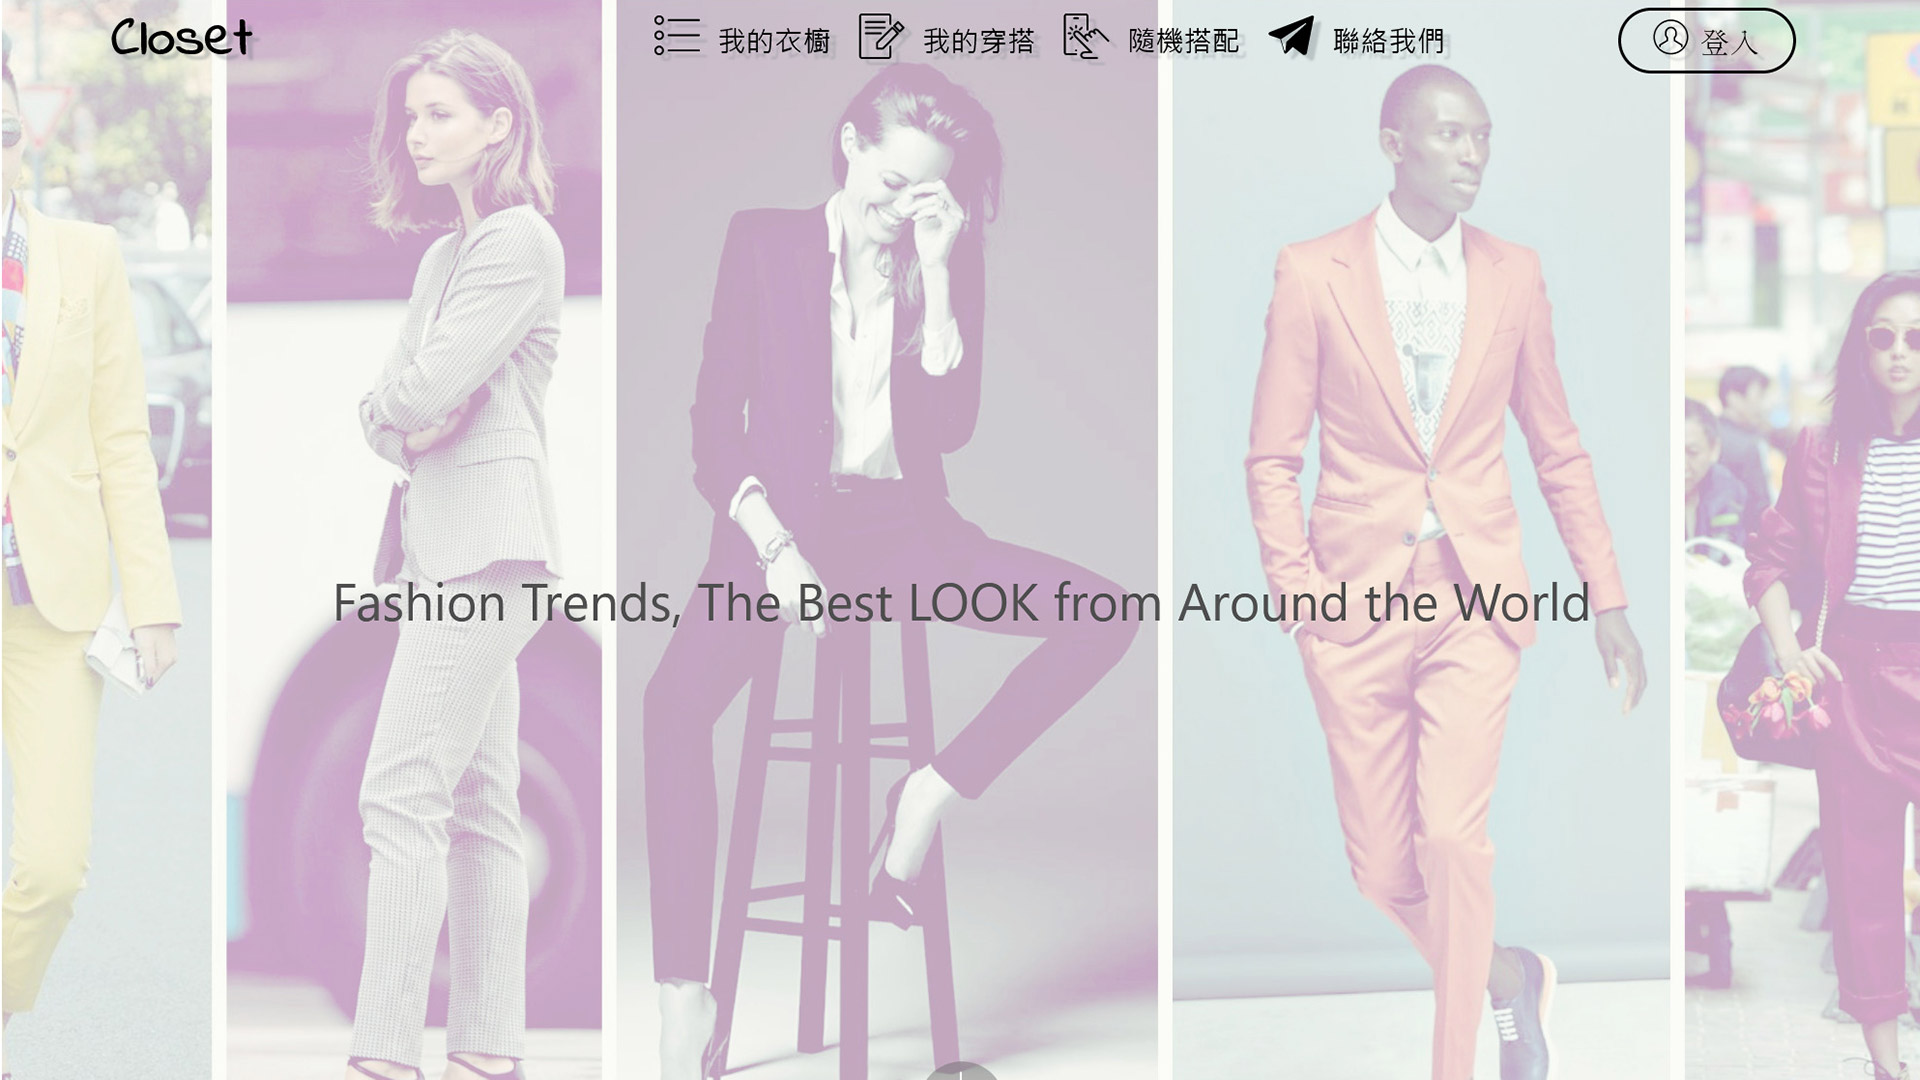 Closet
我的衣櫥
我的穿搭
隨機搭配
聯絡我們
登入
Fashion Trends, The Best LOOK from Around the World